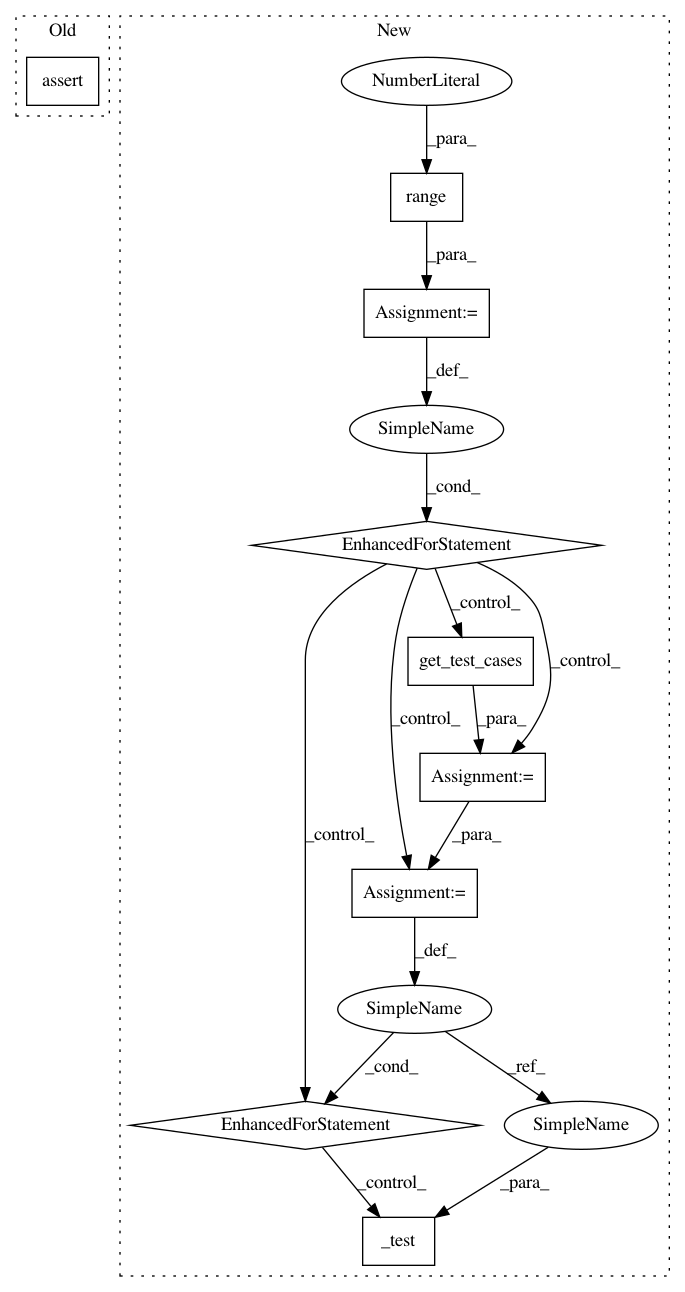 Old
New
assert
NumberLiteral
_para_
range
_para_
Assignment:=
_def_
SimpleName
_cond_
EnhancedForStatement
_control_
get_test_cases
_control_
_control_
_para_
Assignment:=
_control_
_para_
Assignment:=
_def_
SimpleName
_cond_
_ref_
EnhancedForStatement
SimpleName
_control_
_para_
_test